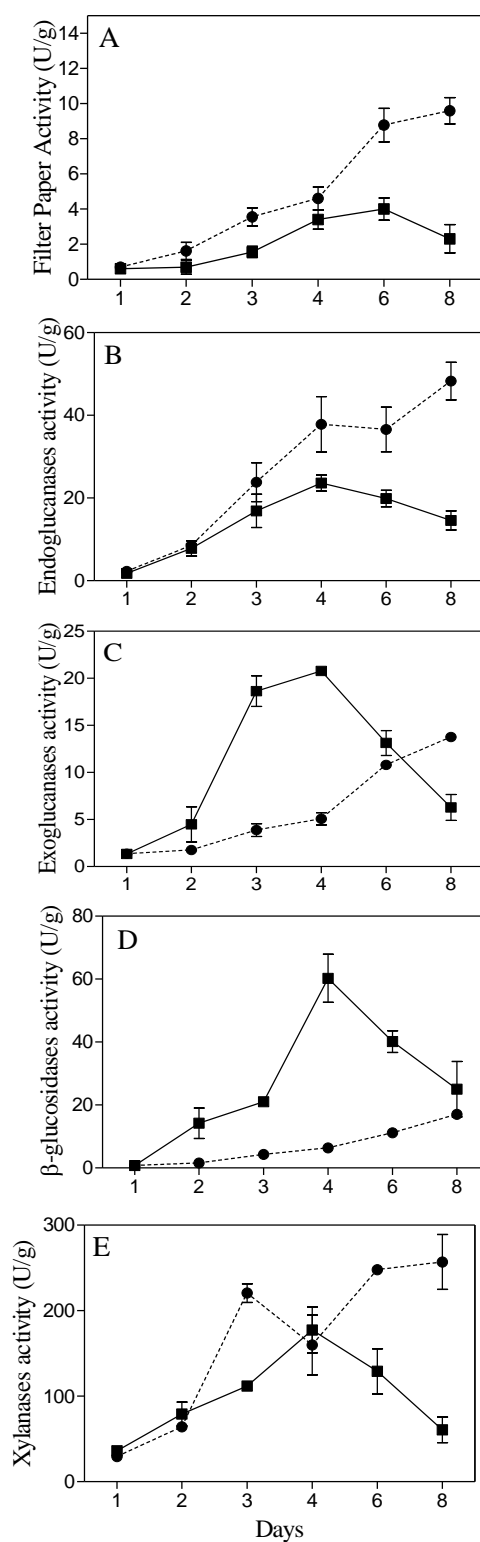 A
Filter Paper Activity (U/g)
14
12
10
8
6
4
2
0
1 2 3 4 6 8
B
Endoglucanases activity (U/g)
60
40
20
0
1 2 3 4 6 8
C
Exoglucanases activity (U/g)
25
20
15
10
5
0
1 2 3 4 6 8
D
β-glucosidases activity (U/g)
80
60
40
20
0
1 2 3 4 6 8
E
Xylanases activity (U/g)
300
200
100
0
1 2 3 4 6 8
Days